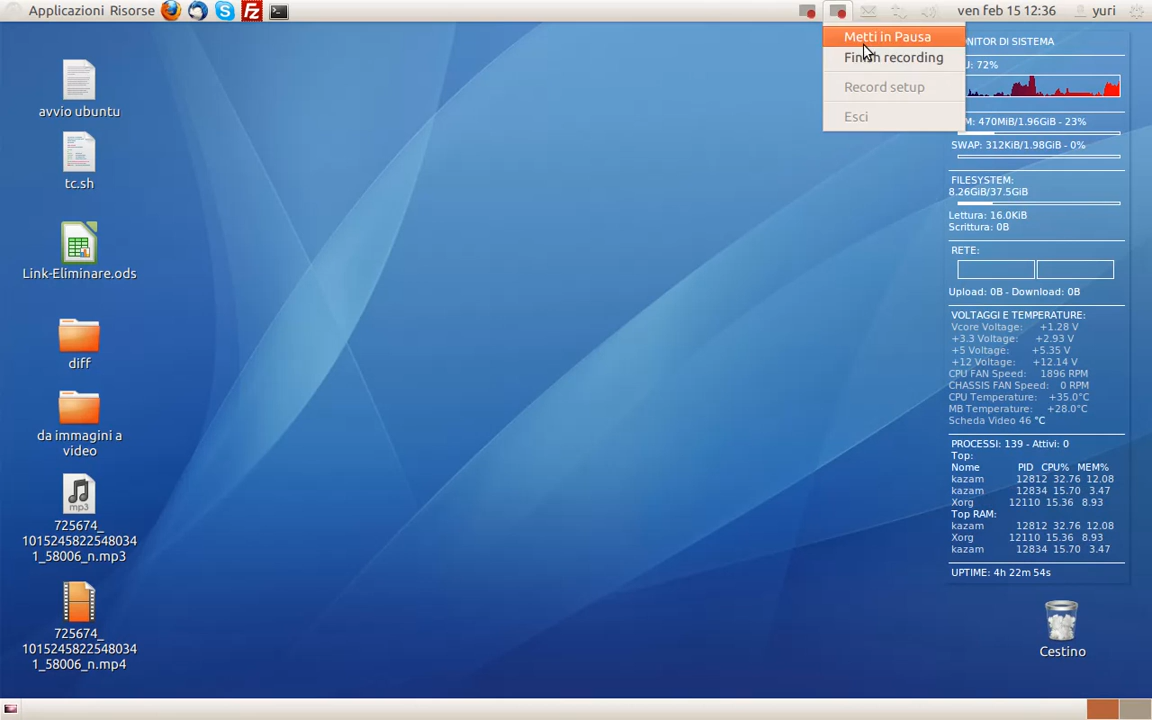 Applicazioni Risorse
ven feb 15 12:36
yuri
Metti in Pausa
Finish recording
Record setup
Esci
avvio ubuntu
tc.sh
Link-Eliminare.ods
diff
da immagini a
video
mp3
725674_
1015245822548034
1_58006_n.mp3
725674_
1015245822548034
1_58006_n.mp4
ONITOR DI SISTEMA
U: 72%
M: 470MiB/1.96GiB - 23%
SWAP: 312KiB/1.98GiB - 0%
FILESYSTEM:
8.26GiB/37.5GiB
Lettura: 16.0KiB
Scrittura: 0B
RETE:
Upload: 0B - Download: 0B
VOLTAGGI E TEMPERATURE:
Vcore Voltage: +1.28 V
+3.3 Voltage: +2.93 V
+5 Voltage: +5.35 V
+12 Voltage: +12.14 V
CPU FAN Speed: 1896 RPM
CHASSIS FAN Speed: 0 RPM
CPU Temperature: +35.0°C
MB Temperature: +28.0°C
Scheda Video 46 °C
PROCESSI: 139 - Attivi: 0
Top:
Nome PID CPU% MEM%
kazam 12812 32.76 12.08
kazam 12834 15.70 3.47
Xorg 12110 15.36 8.93
Top RAM:
kazam 12812 32.76 12.08
Xorg 12110 15.36 8.93
kazam 12834 15.70 3.47
UPTIME: 4h 22m 54s
Cestino